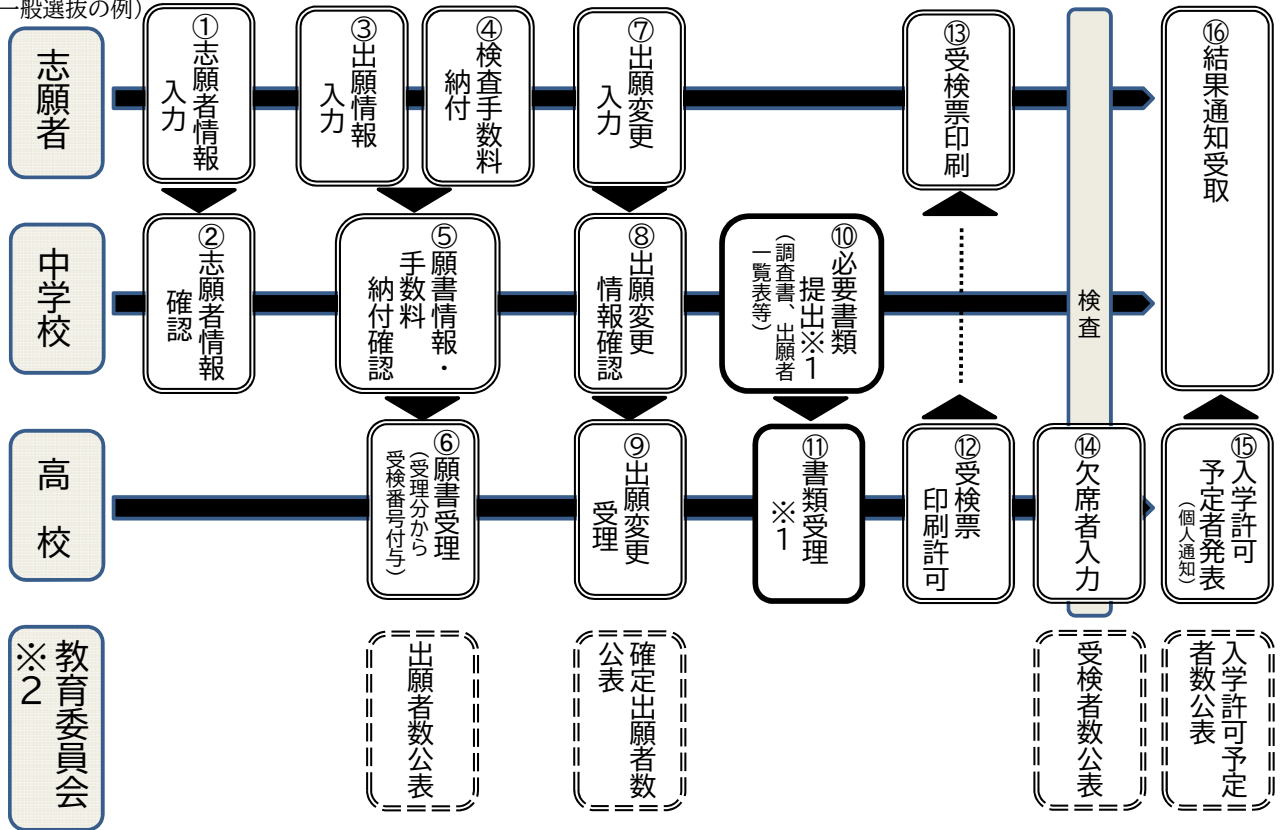 一般選抜の例)
志願者
①志願者情報
入力
③出願情報
入力
④検査手数料
納付
⑦出願変更
入力
⑬受検票印刷
⑯結果通知受取
中学校
②志願者情報
確認
⑤願書情報・
手数料
納付確認
⑧出願変更
情報確認
⑩必要書類
提出※1
(調査書、出願者
一覧表等)
検査
高校
⑥願書受理
(受理分から
受検番号付与)
⑨出願変更
受理
⑪書類受理
※1
⑫受検票
印刷許可
⑭欠席者入力
⑮入学許可
予定者発表
(個人通知)
教育委員会
※2
出願者数公表
確定出願者数
公表
受検者数公表
入学許可予定
者数公表